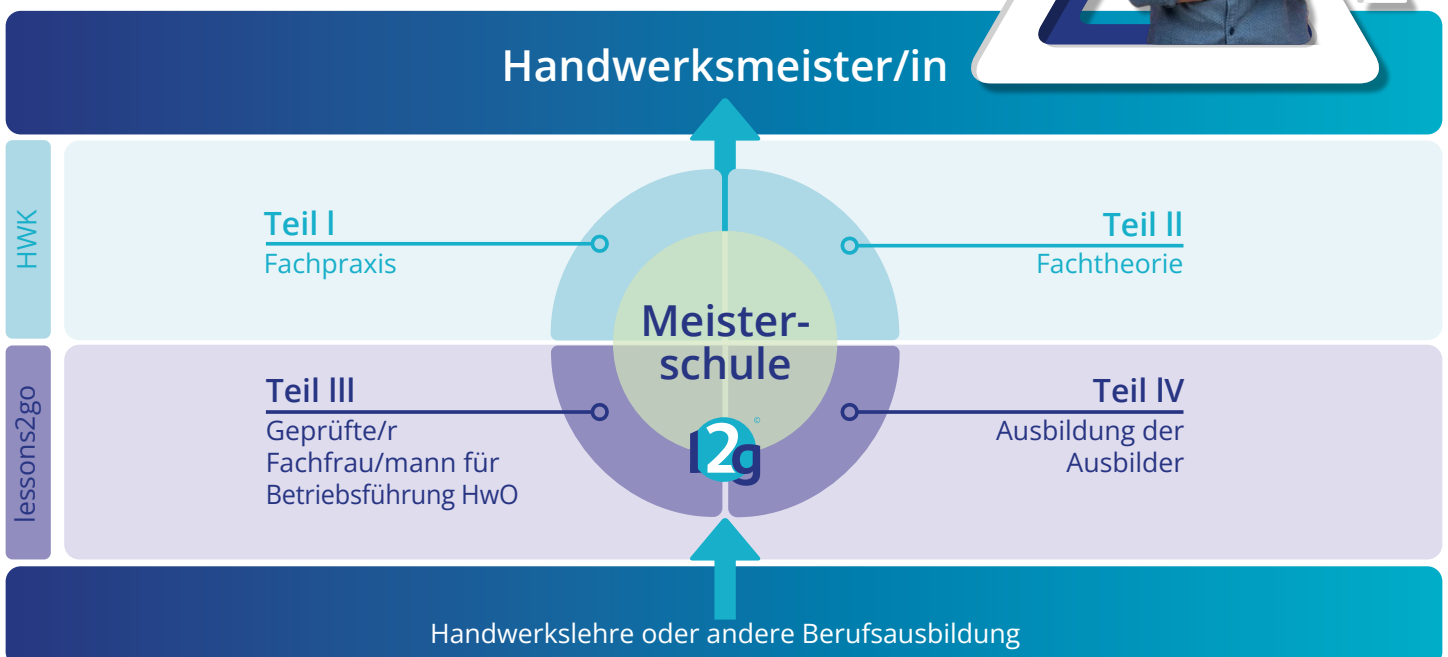 Handwerksmeister/in
HWK
Teil I
Fachpraxis
Teil II
Fachtheorie
Meister-
schule
lessons2go
Teil III
Geprüfte/r
Fachfrau/mann für
Betriebsführung HwO
Teil IV
Ausbildung der
Ausbilder
l2g
©
Handwerkslehre oder andere Berufsausbildung